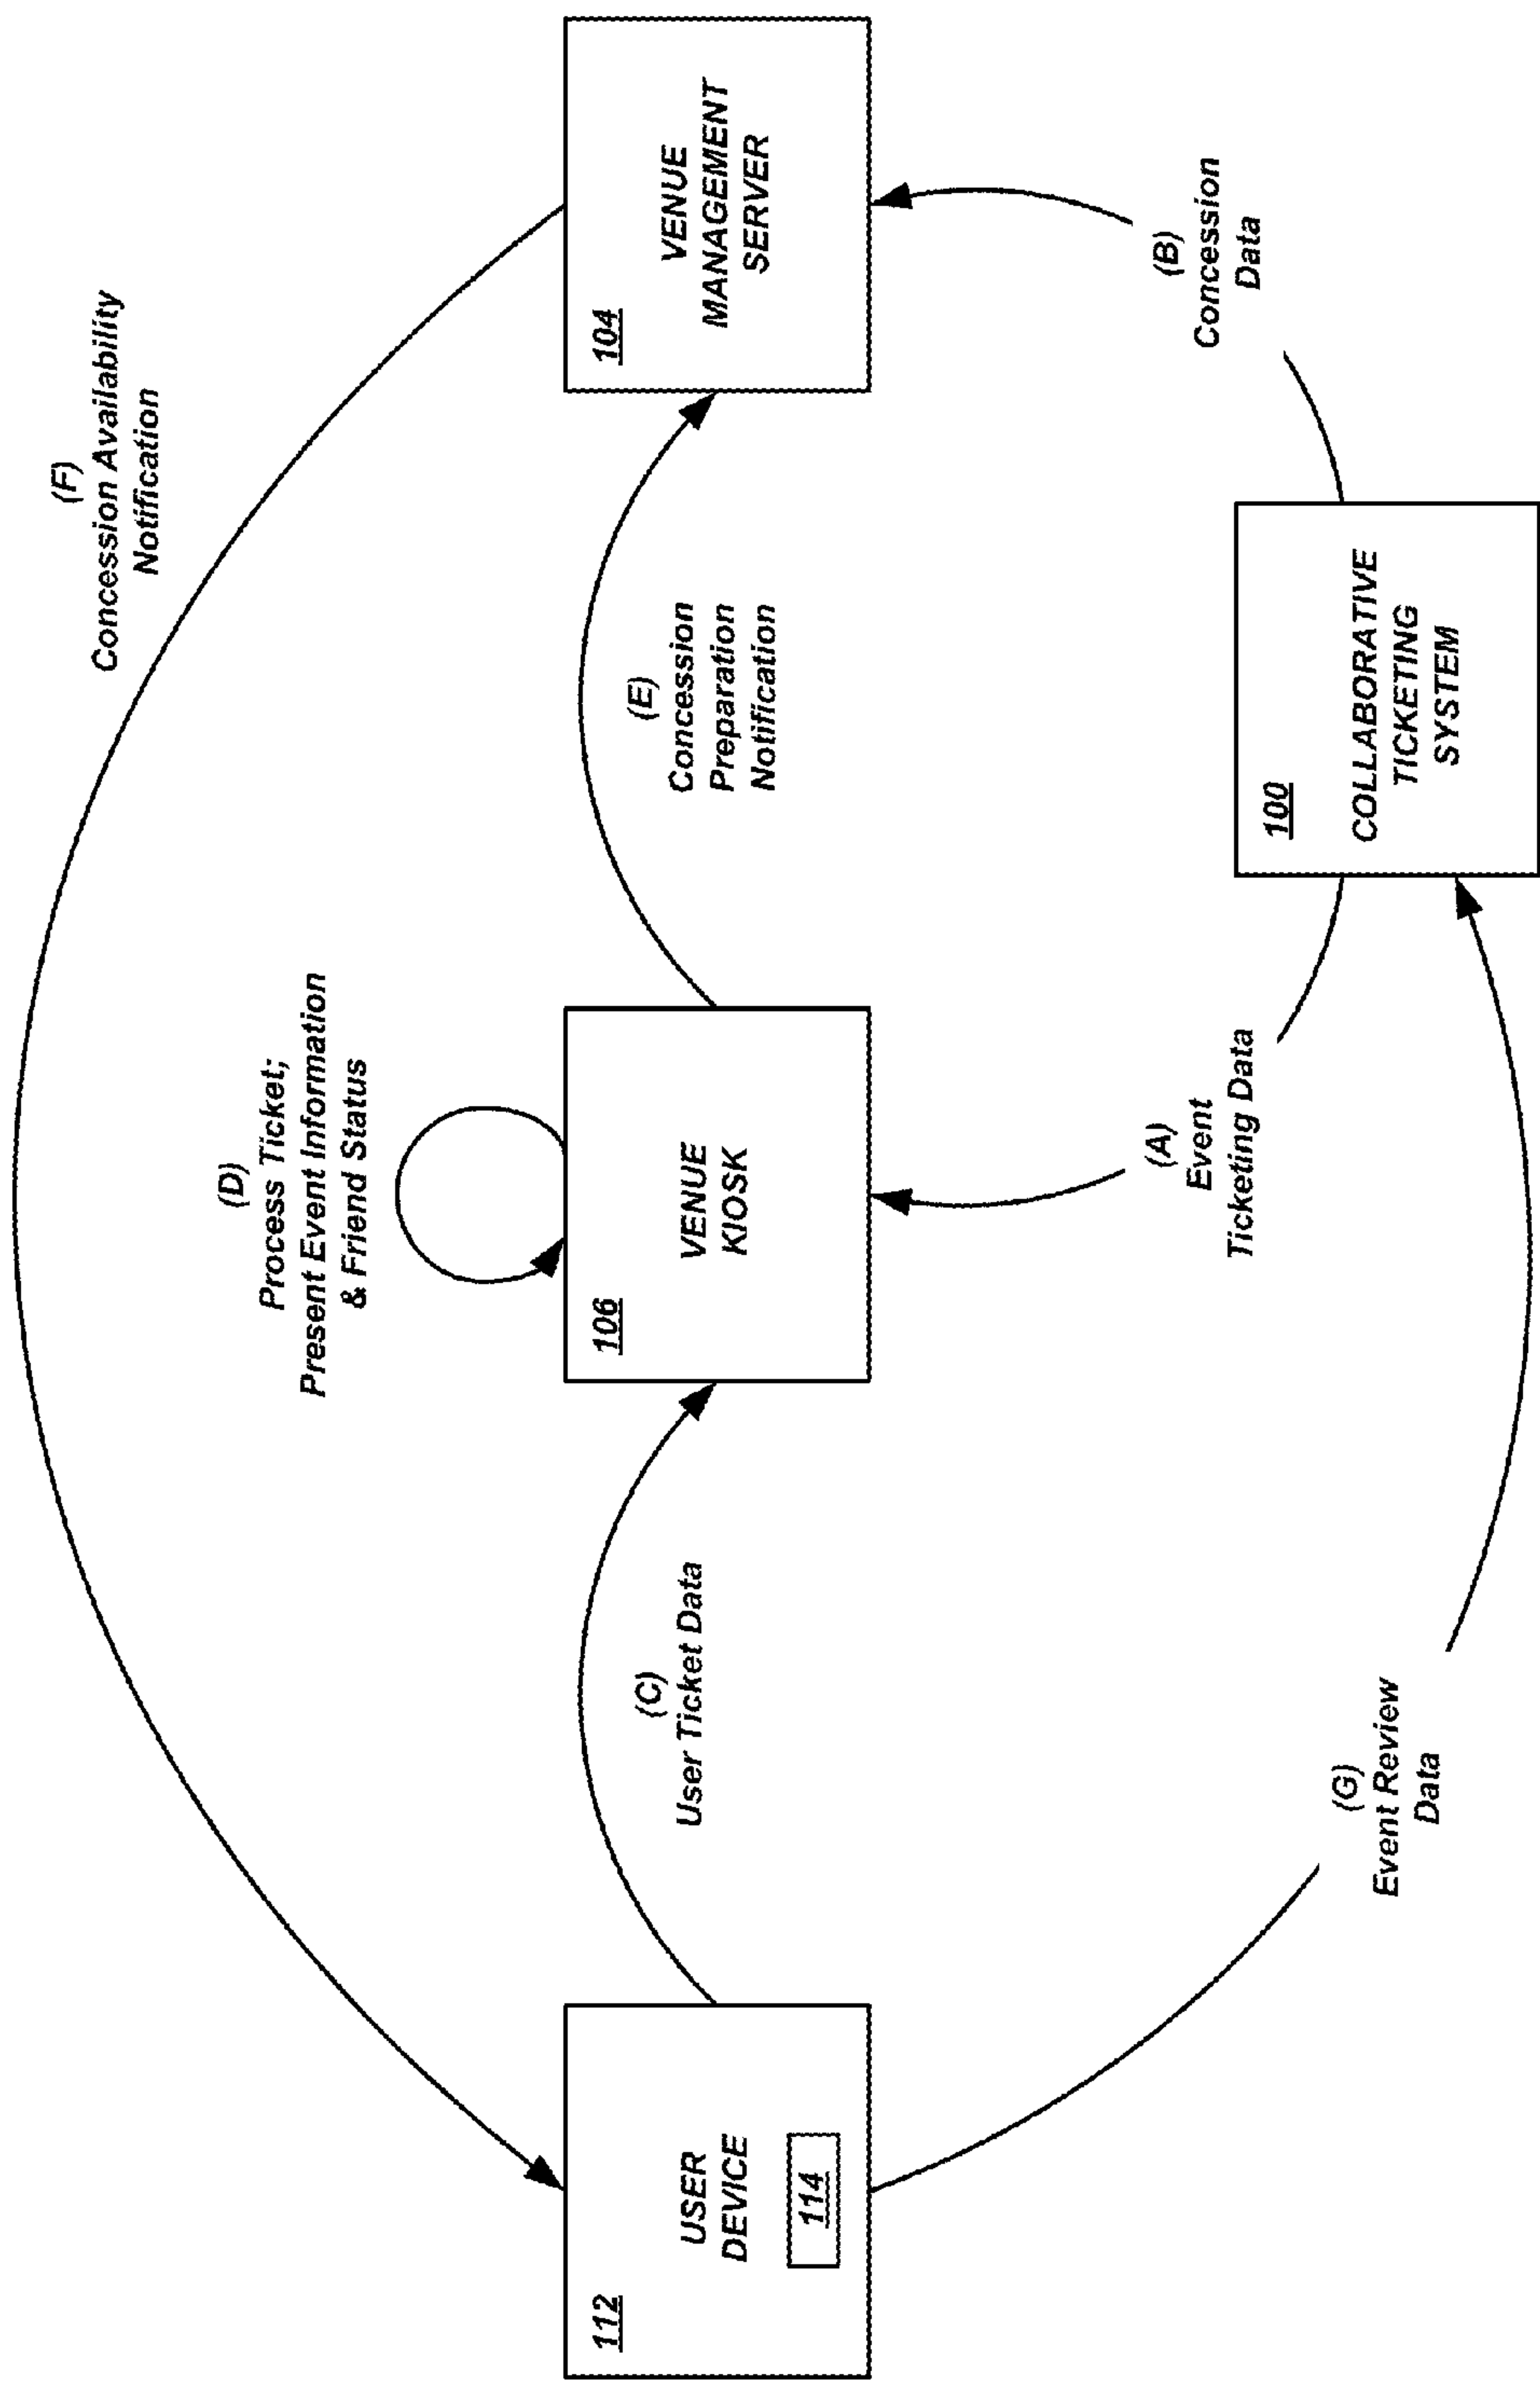 (F)
Concession Availability
Notification
(D)
Process Ticket;
Present Event Information
& Friend Status
112
USER
DEVICE
114
(C)
User Ticket Data
106
VENUE
KIOSK
(E)
Concession
Preparation
Notification
104
VENUE
MANAGEMENT
SERVER
(G)
Event Review
Data
(A)
Event
Ticketing Data
100
COLLABORATIVE
TICKETING
SYSTEM
(B)
Concession
Data